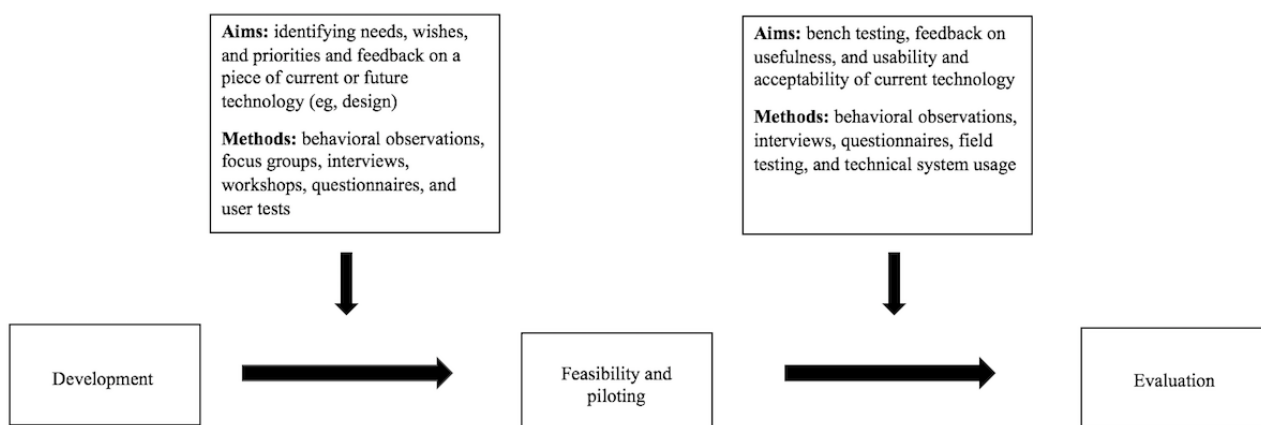 Aims: identifying needs, wishes,
and priorities and feedback on a
piece of current or future
technology (eg, design)
Methods: behavioral observations,
focus groups, interviews,
workshops, questionnaires, and
user tests
Aims: bench testing, feedback on
usefulness, and usability and
acceptability of current technology
Methods: behavioral observations,
interviews, questionnaires, field
testing, and technical system usage
Development
Feasibility and
piloting
Evaluation